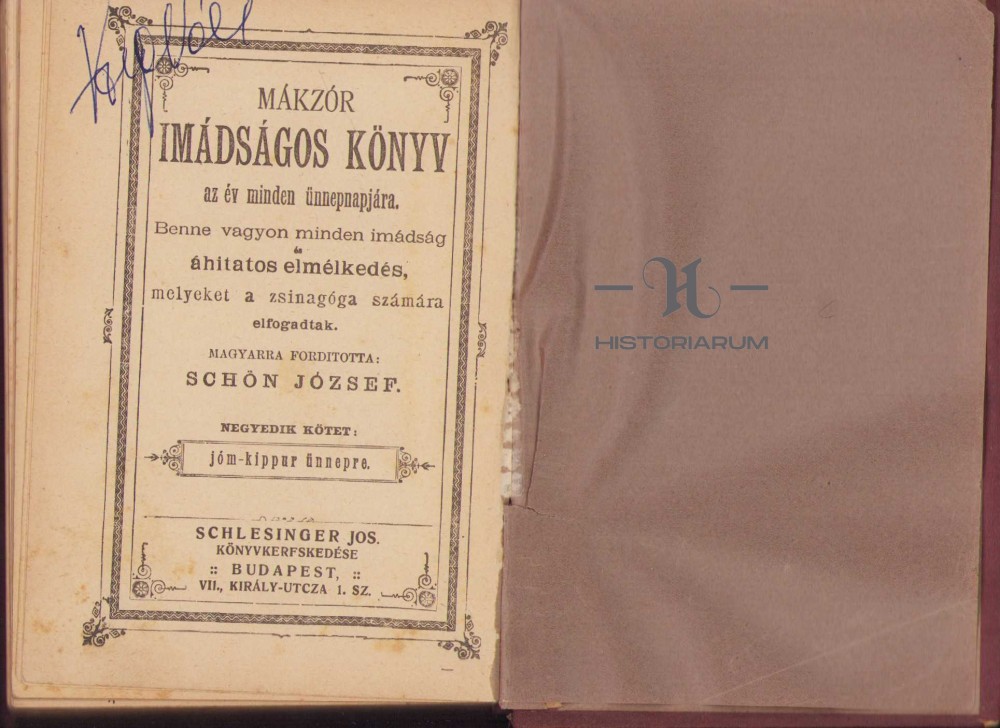 MÁKZÓR
IMÁDSÁGOS KÖNYV
az év minden ünnepnapjára.
Benne vagyon minden imádság
és
áhitatos elmélkedés,
melyeket a zsinagóga számára
elfogadtak.
MAGYARRA FORDITOTTA:
SCHÖN JÓZSEF.
NEGYEDIK KÖTET:
jóm-kippur ünnepre.
SCHLESINGER JOS.
KÖNYVKERFSKEDÉSE
:: BUDAPEST, ::
VII., KIRÁLY-UTCZA 1. SZ.
H
HISTORIARUM